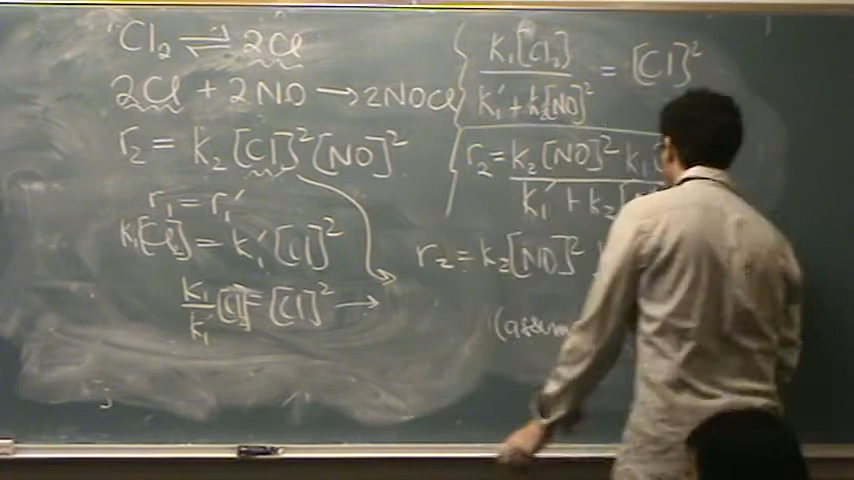 Cl₂ ⇌ 2Cl
2Cl + 2NO → 2NOCl
r₂ = k₂ [Cl]² [NO]²
r₁ = r₁'
k₁[Cl₂] = k₁' [Cl]²
k₁/k₁ [Cl₂] = [Cl]² →
k₁[Cl₂] / k₁' + k₂[NO]² = [Cl]²
r₂ = k₂[NO]² k₁ / k₁' + k₂
r₂ = k₂ [NO]²
(assum